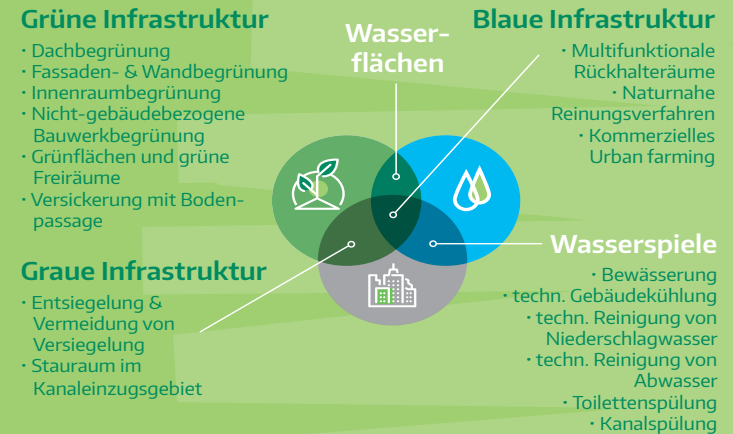 Grüne Infrastruktur
· Dachbegrünung
· Fassaden- & Wandbegrünung
· Innenraumbegrünung
· Nicht-gebäudebezogene
Bauwerkbegrünung
· Grünflächen und grüne
Freiräume
· Versickerung mit Boden-
passage
Graue Infrastruktur
· Entsiegelung &
Vermeidung von
Versiegelung
· Stauraum im
Kanaleinzugsgebiet
Wasser-
flächen
Blaue Infrastruktur
· Multifunktionale
Rückhalteräume
· Naturnahe
Reinungsverfahren
· Kommerzielles
Urban farming
Wasserspiele
· Bewässerung
· techn. Gebäudekühlung
· techn. Reinigung von
Niederschlagwasser
· techn. Reinigung von
Abwasser
· Toilettenspülung
· Kanalspülung